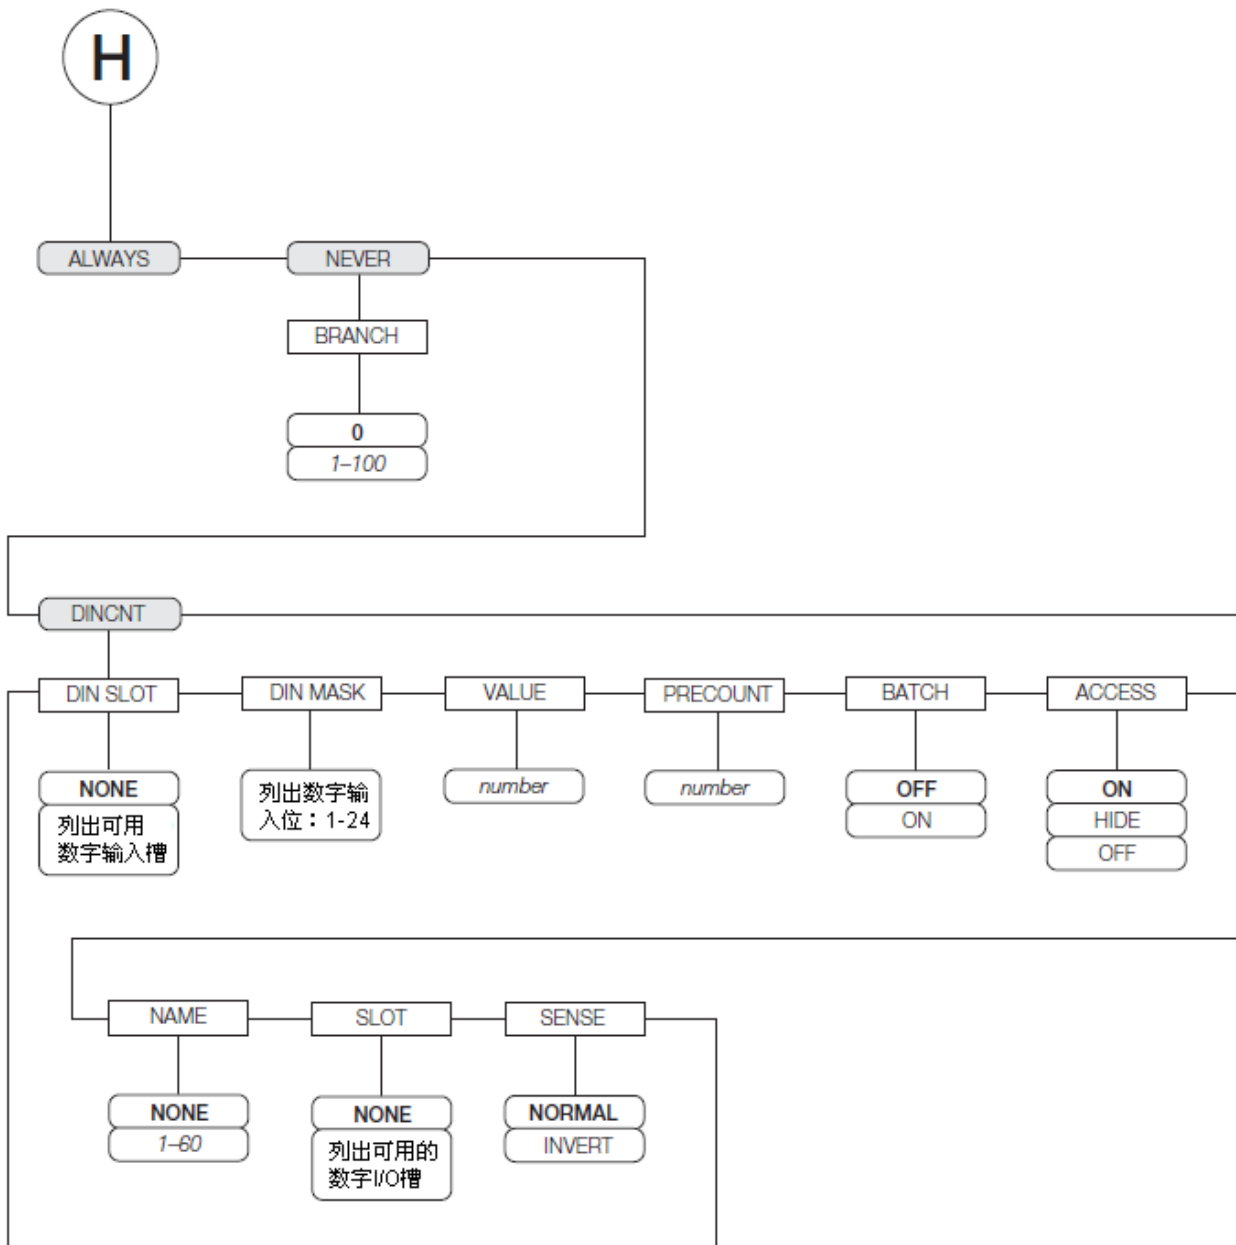 H
ALWAYS
NEVER
BRANCH
0
1–100
DINCNT
DIN SLOT
DIN MASK
VALUE
PRECOUNT
BATCH
ACCESS
NONE
列出可用
数字输入槽
列出数字输
入位：1-24
number
number
OFF
ON
ON
HIDE
OFF
NAME
SLOT
SENSE
NONE
1–60
NONE
列出可用的
数字I/O槽
NORMAL
INVERT